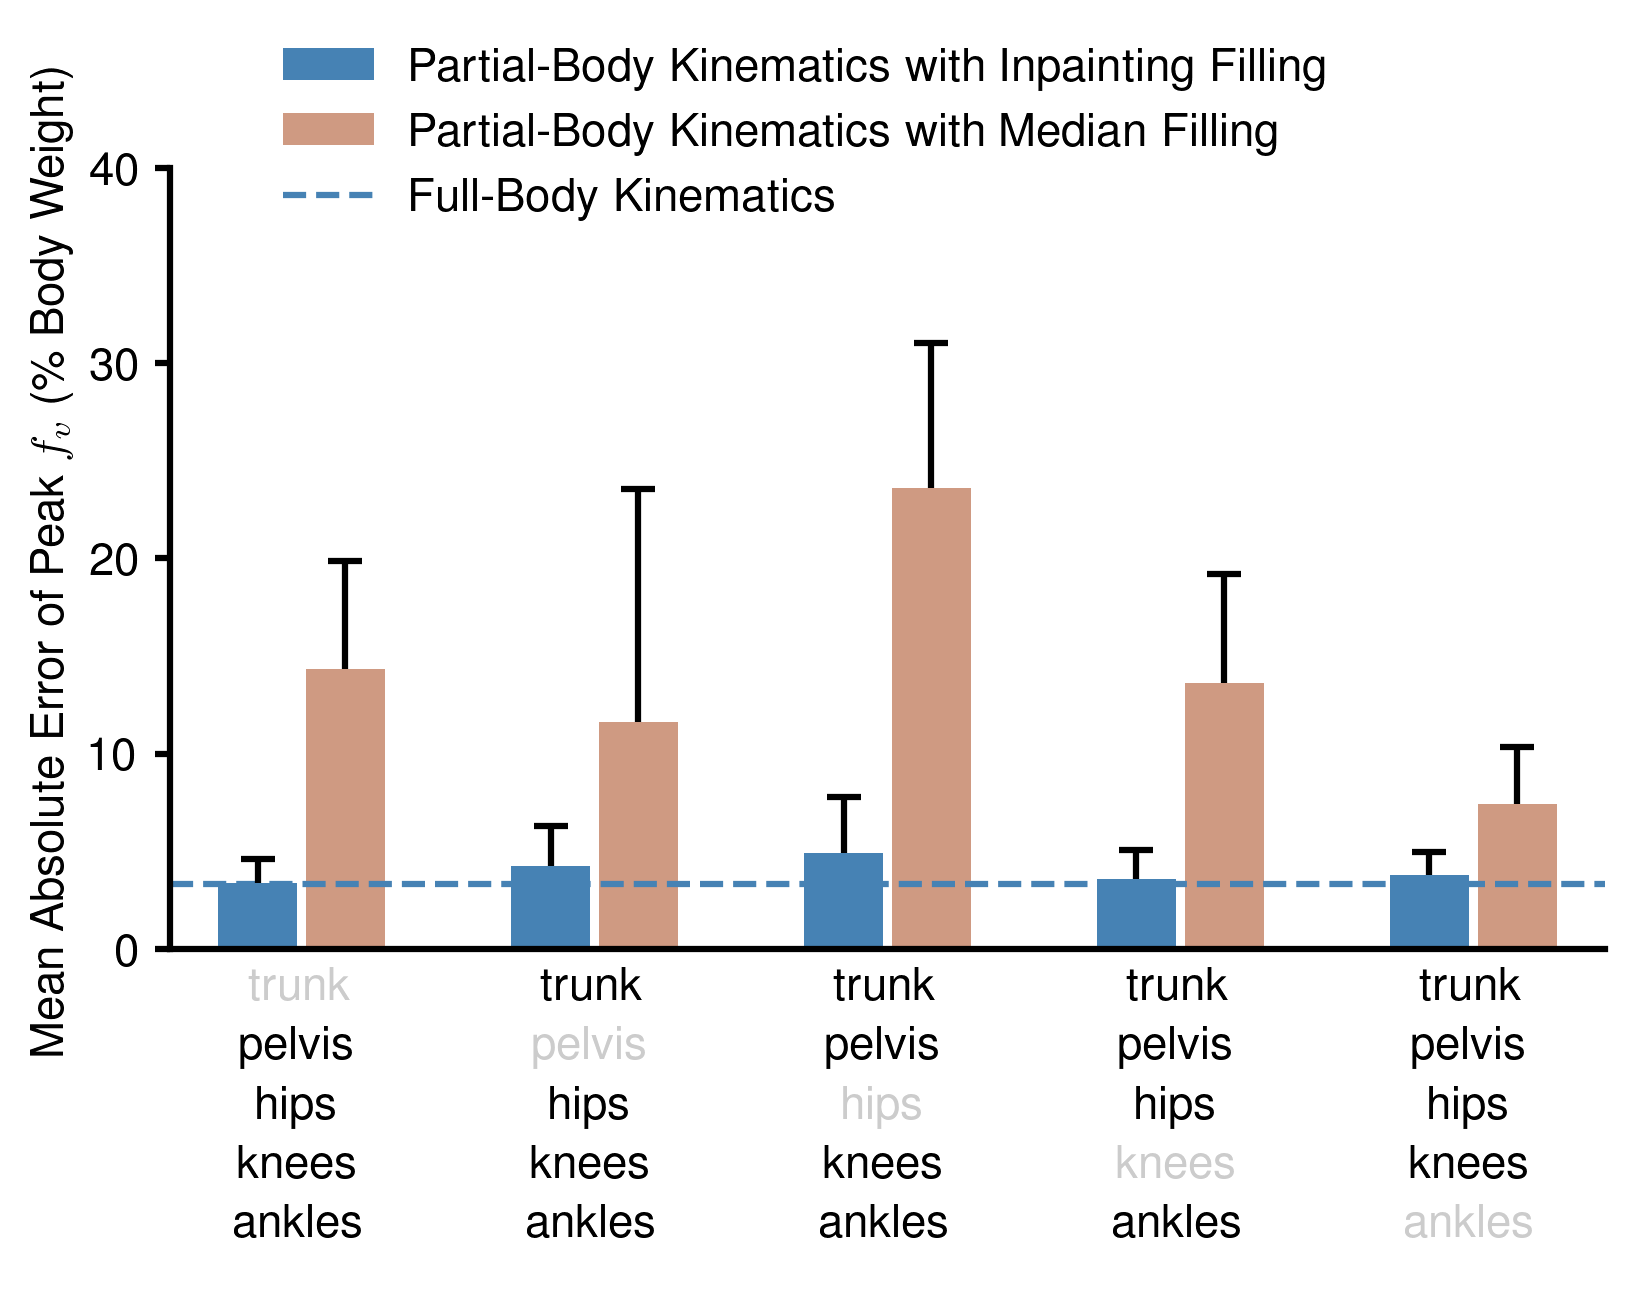 Partial-Body Kinematics with Inpainting Filling
Partial-Body Kinematics with Median Filling
Full-Body Kinematics
Mean Absolute Error of Peak f_v (% Body Weight)
40
30
20
10
0
trunk trunk trunk trunk trunk
pelvis pelvis pelvis pelvis pelvis
hips hips hips hips hips
knees knees knees knees knees
ankles ankles ankles ankles ankles